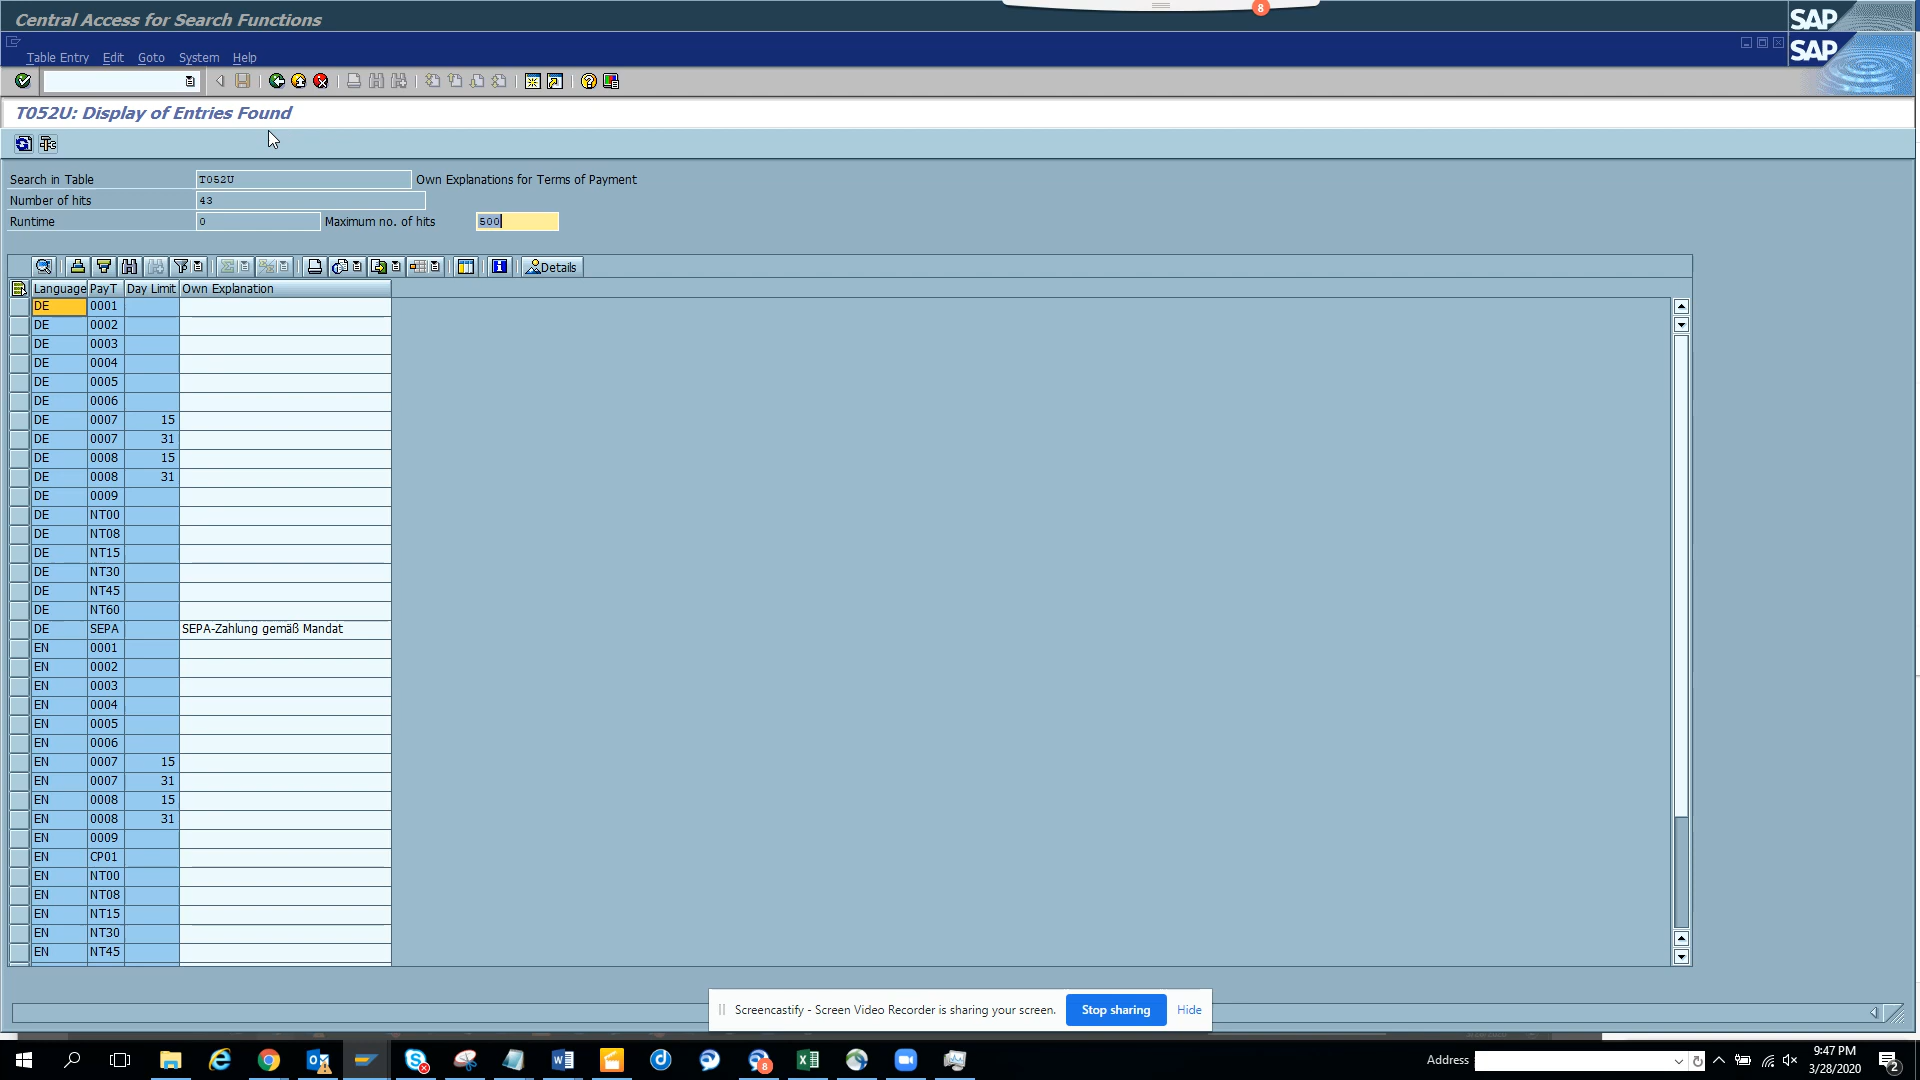 Central Access for Search Functions
SAP
Table Entry Edit Goto System Help
SAP
T052U: Display of Entries Found
Search in Table T052U Own Explanations for Terms of Payment
Number of hits 43
Runtime 0 Maximum no. of hits 500
Details
Language PayT Day Limit Own Explanation
DE 0001
DE 0002
DE 0003
DE 0004
DE 0005
DE 0006
DE 0007 15
DE 0007 31
DE 0008 15
DE 0008 31
DE 0009
DE NT00
DE NT08
DE NT15
DE NT30
DE NT45
DE NT60
DE SEPA SEPA-Zahlung gemäß Mandat
EN 0001
EN 0002
EN 0003
EN 0004
EN 0005
EN 0006
EN 0007 15
EN 0007 31
EN 0008 15
EN 0008 31
EN 0009
EN CP01
EN NT00
EN NT08
EN NT15
EN NT30
EN NT45
Screencastify - Screen Video Recorder is sharing your screen. Stop sharing Hide
Address
9:47 PM
3/28/2020
8
8
2